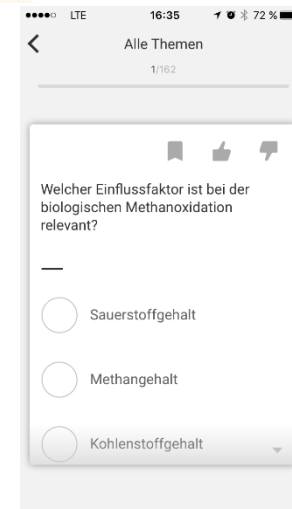 LTE 16:35 72 %
Alle Themen
1/162
Welcher Einflussfaktor ist bei der
biologischen Methanoxidation
relevant?
Sauerstoffgehalt
Methangehalt
Kohlenstoffgehalt